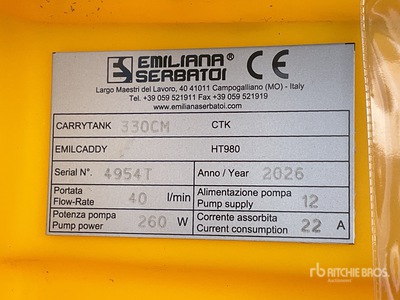 EMILIANA®
SERBATOI CE
Largo Maestri del Lavoro, 40 41011 Campogalliano (MO) - Italy
Tel. +39 059 521911 Fax +39 059 521919
www.emilianaserbatoi.com
CARRYTANK 330CM CTK
EMILCADDY HT980
Serial N°. 4954T Anno / Year 2026
Portata Alimentazione pompa
Flow-Rate 40 l/min Pump supply 12
Potenza pompa Corrente assorbita
Pump power 260 W Current consumption 22 A
rb RITCHIE BROS.